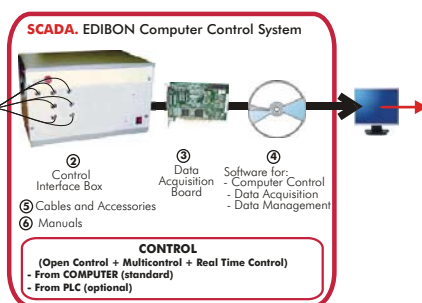 SCADA. EDIBON Computer Control System
2
Control
Interface Box
3
Data
Acquisition
Board
4
Software for:
- Computer Control
- Data Acquisition
- Data Management
5 Cables and Accessories
6 Manuals
CONTROL
(Open Control + Multicontrol + Real Time Control)
- From COMPUTER (standard)
- From PLC (optional)